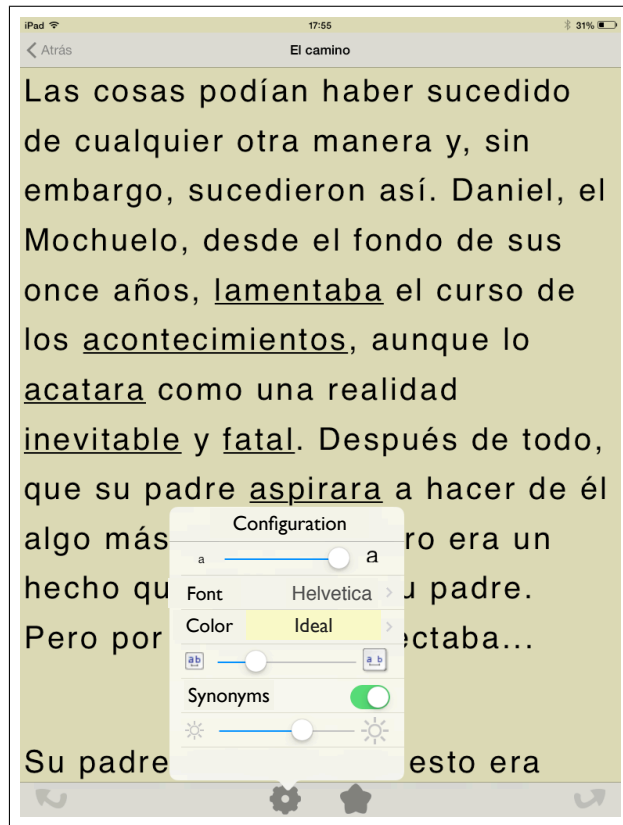 iPad 17:55 31%
Atrás El camino
Las cosas podían haber sucedido
de cualquier otra manera y, sin
embargo, sucedieron así. Daniel, el
Mochuelo, desde el fondo de sus
once años, lamentaba el curso de
los acontecimientos, aunque lo
acatara como una realidad
inevitable y fatal. Después de todo,
que su padre aspirara a hacer de él
algo más ro era un
hecho qu u padre.
Pero por ectaba...
Su padre esto era
Configuration
a a
Font Helvetica
Color Ideal
ab a b
Synonyms